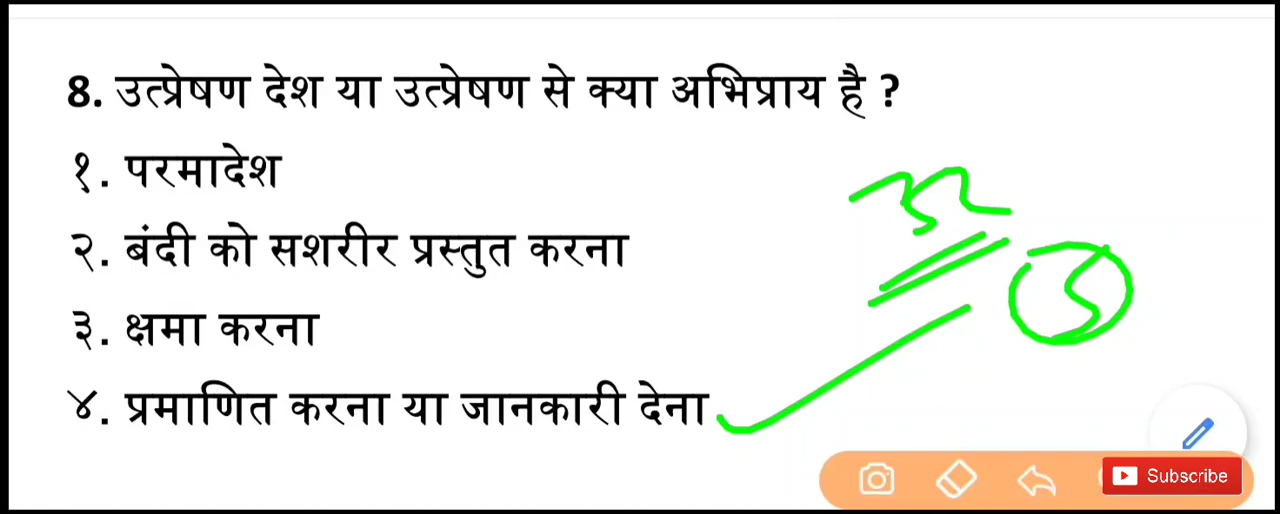 8. उत्प्रेषण देश या उत्प्रेषण से क्या अभिप्राय है ?
१. परमादेश
२. बंदी को सशरीर प्रस्तुत करना
३. क्षमा करना
४. प्रमाणित करना या जानकारी देना
Subscribe